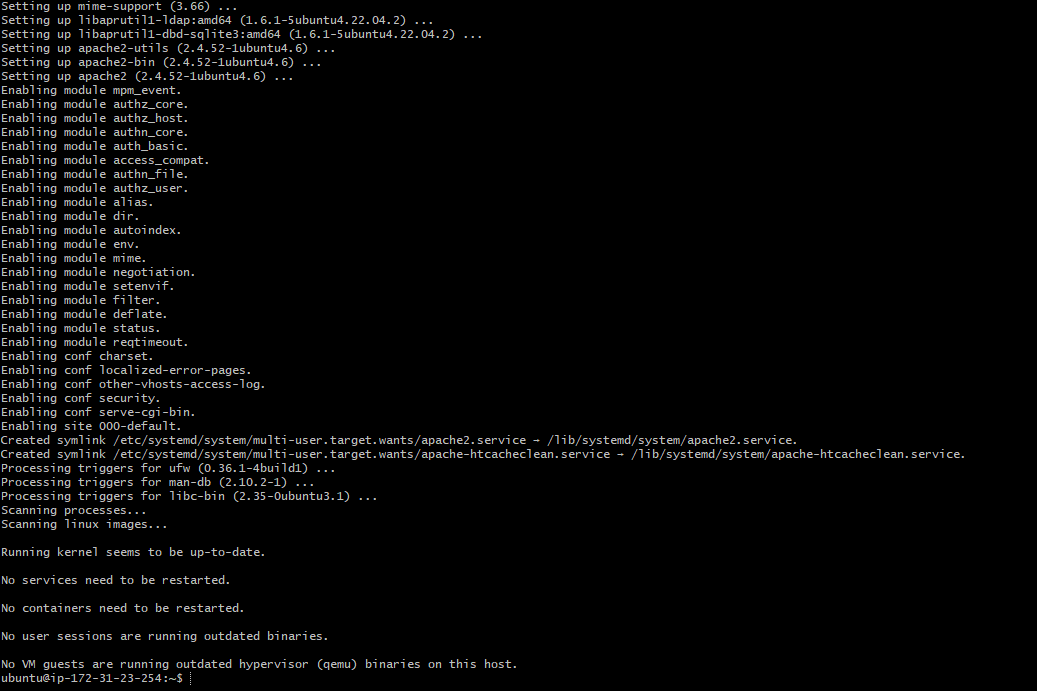 Setting up mime-support (3.66) ...
Setting up libaprutil1-ldap:amd64 (1.6.1-5ubuntu4.22.04.2) ...
Setting up libaprutil1-dbd-sqlite3:amd64 (1.6.1-5ubuntu4.22.04.2) ...
Setting up apache2-utils (2.4.52-1ubuntu4.6) ...
Setting up apache2-bin (2.4.52-1ubuntu4.6) ...
Setting up apache2 (2.4.52-1ubuntu4.6) ...
Enabling module mpm_event.
Enabling module authz_core.
Enabling module authz_host.
Enabling module authn_core.
Enabling module auth_basic.
Enabling module access_compat.
Enabling module authn_file.
Enabling module authz_user.
Enabling module alias.
Enabling module dir.
Enabling module autoindex.
Enabling module env.
Enabling module mime.
Enabling module negotiation.
Enabling module setenvif.
Enabling module filter.
Enabling module deflate.
Enabling module status.
Enabling module reqtimeout.
Enabling conf charset.
Enabling conf localized-error-pages.
Enabling conf other-vhosts-access-log.
Enabling conf security.
Enabling conf serve-cgi-bin.
Enabling site 000-default.
Created symlink /etc/systemd/system/multi-user.target.wants/apache2.service → /lib/systemd/system/apache2.service.
Created symlink /etc/systemd/system/multi-user.target.wants/apache-htcacheclean.service → /lib/systemd/system/apache-htcacheclean.service.
Processing triggers for ufw (0.36.1-4build1) ...
Processing triggers for man-db (2.10.2-1) ...
Processing triggers for libc-bin (2.35-0ubuntu3.1) ...
Scanning processes...
Scanning linux images...
Running kernel seems to be up-to-date.
No services need to be restarted.
No containers need to be restarted.
No user sessions are running outdated binaries.
No VM guests are running outdated hypervisor (qemu) binaries on this host.
ubuntu@ip-172-31-23-254:~$